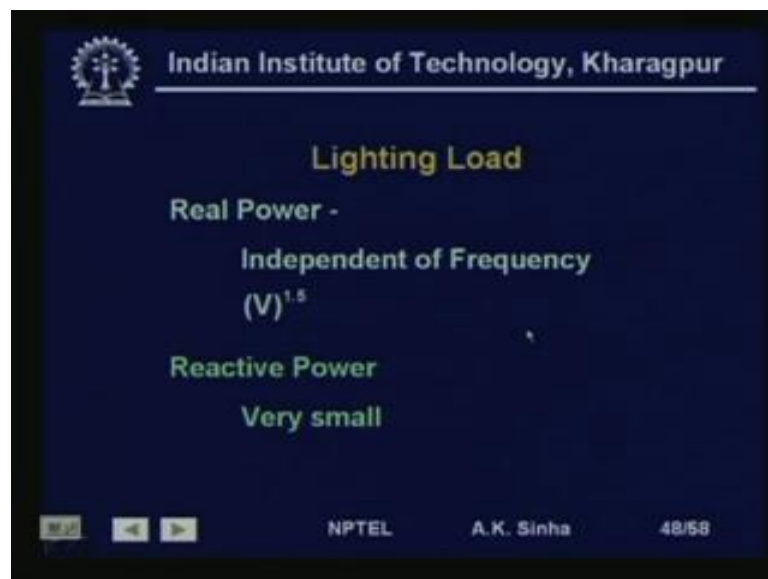 Indian Institute of Technology, Kharagpur
Lighting Load
Real Power -
Independent of Frequency
(V)^1.5
Reactive Power
Very small
NPTEL A.K. Sinha 48/58